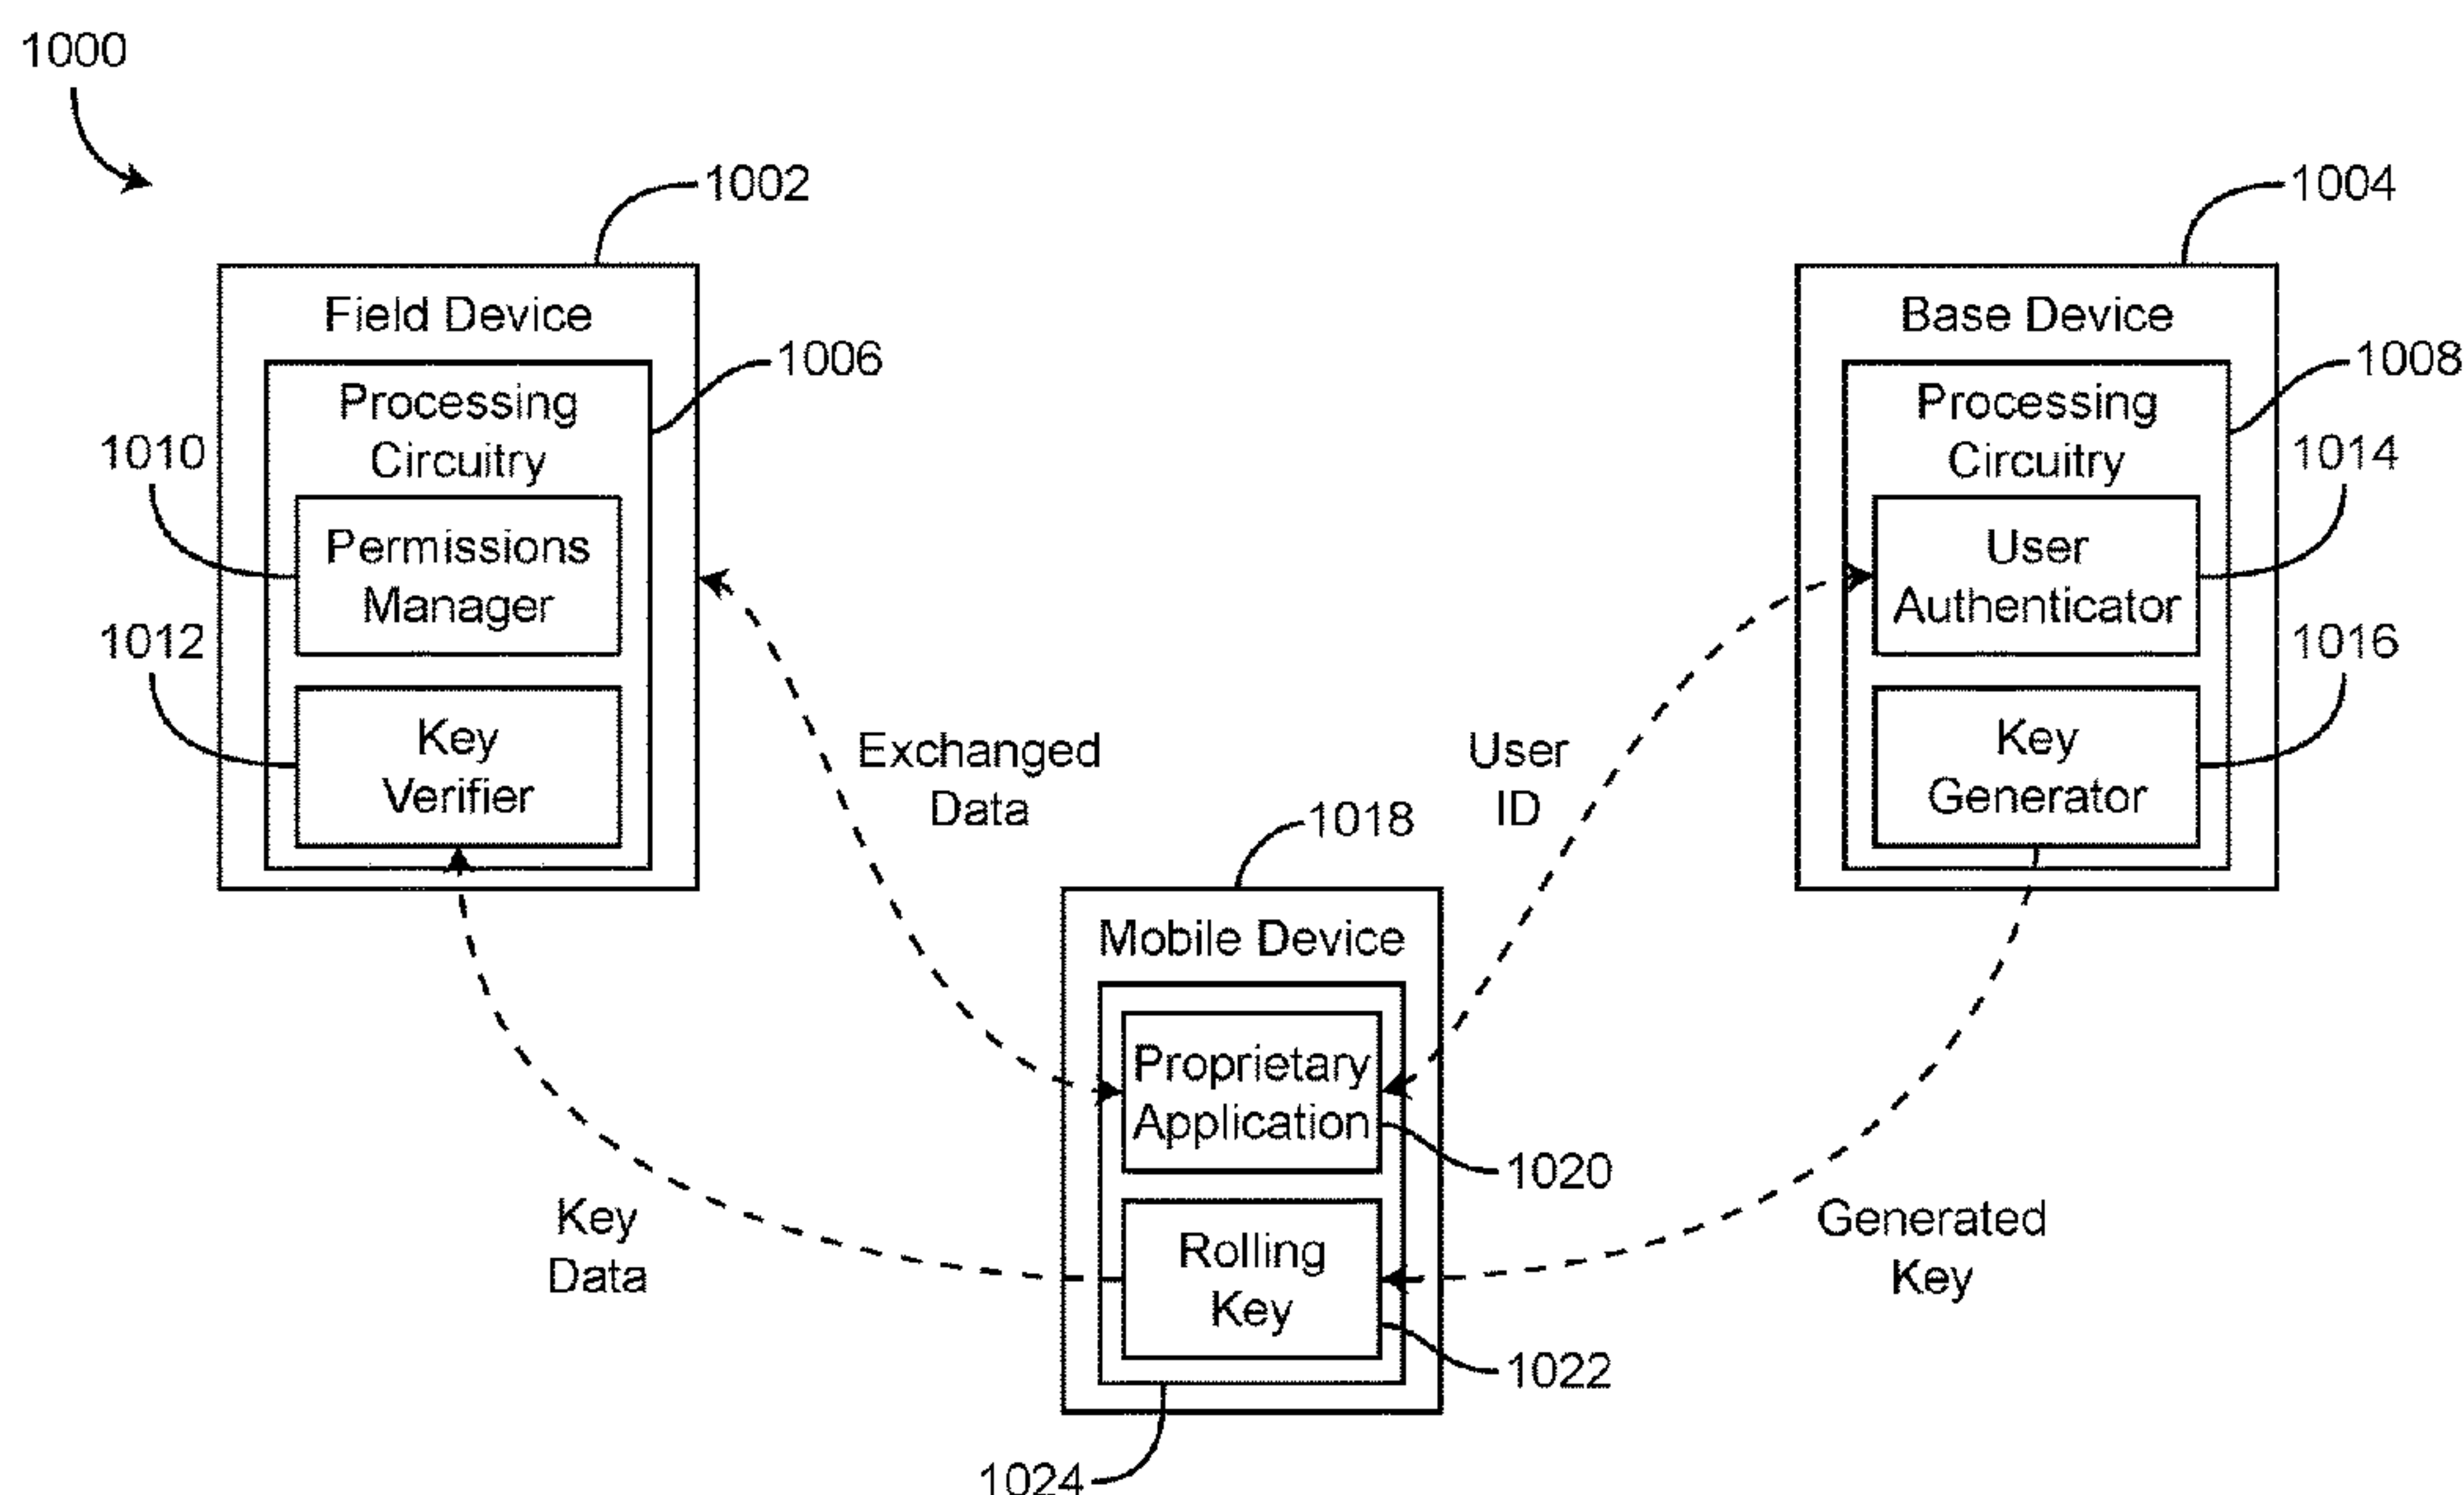 1000
1002
1004
Field Device
Base Device
1006
1008
Processing
Circuitry
Processing
Circuitry
1010
1014
Permissions
Manager
User
Authenticator
1012
1016
Key
Verifier
Key
Generator
Exchanged
Data
User
ID
1018
Mobile Device
Proprietary
Application
1020
Key
Data
Rolling
Key
Generated
Key
1022
1024